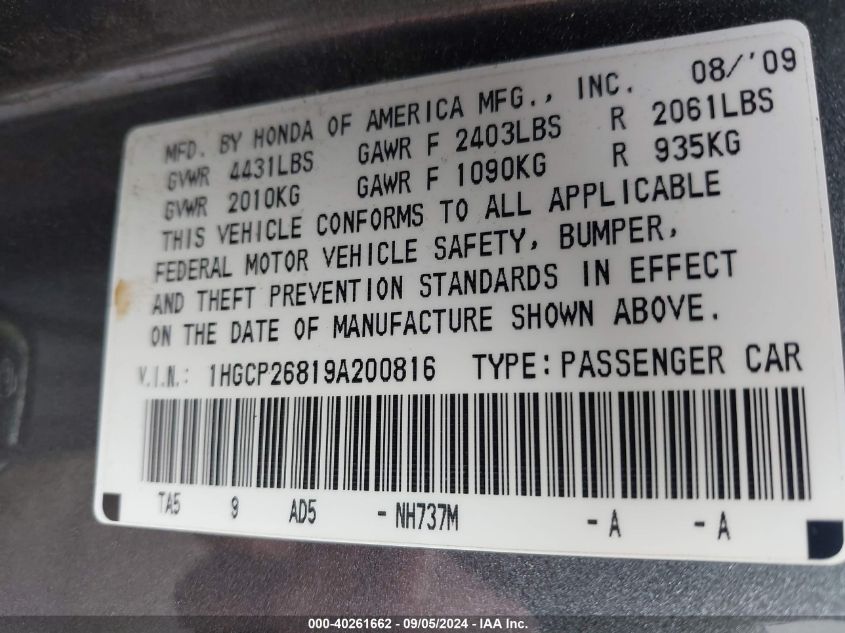 MFD. BY HONDA OF AMERICA MFG., INC. 08/'09
GVWR 4431LBS GAWR F 2403LBS R 2061LBS
GVWR 2010KG GAWR F 1090KG R 935KG
THIS VEHICLE CONFORMS TO ALL APPLICABLE
FEDERAL MOTOR VEHICLE SAFETY, BUMPER,
AND THEFT PREVENTION STANDARDS IN EFFECT
ON THE DATE OF MANUFACTURE SHOWN ABOVE.
V.I.N.: 1HGCP26819A200816 TYPE: PASSENGER CAR
TA5 9 AD5 - NH737M - A - A
000-40261662 - 09/05/2024 - IAA Inc.